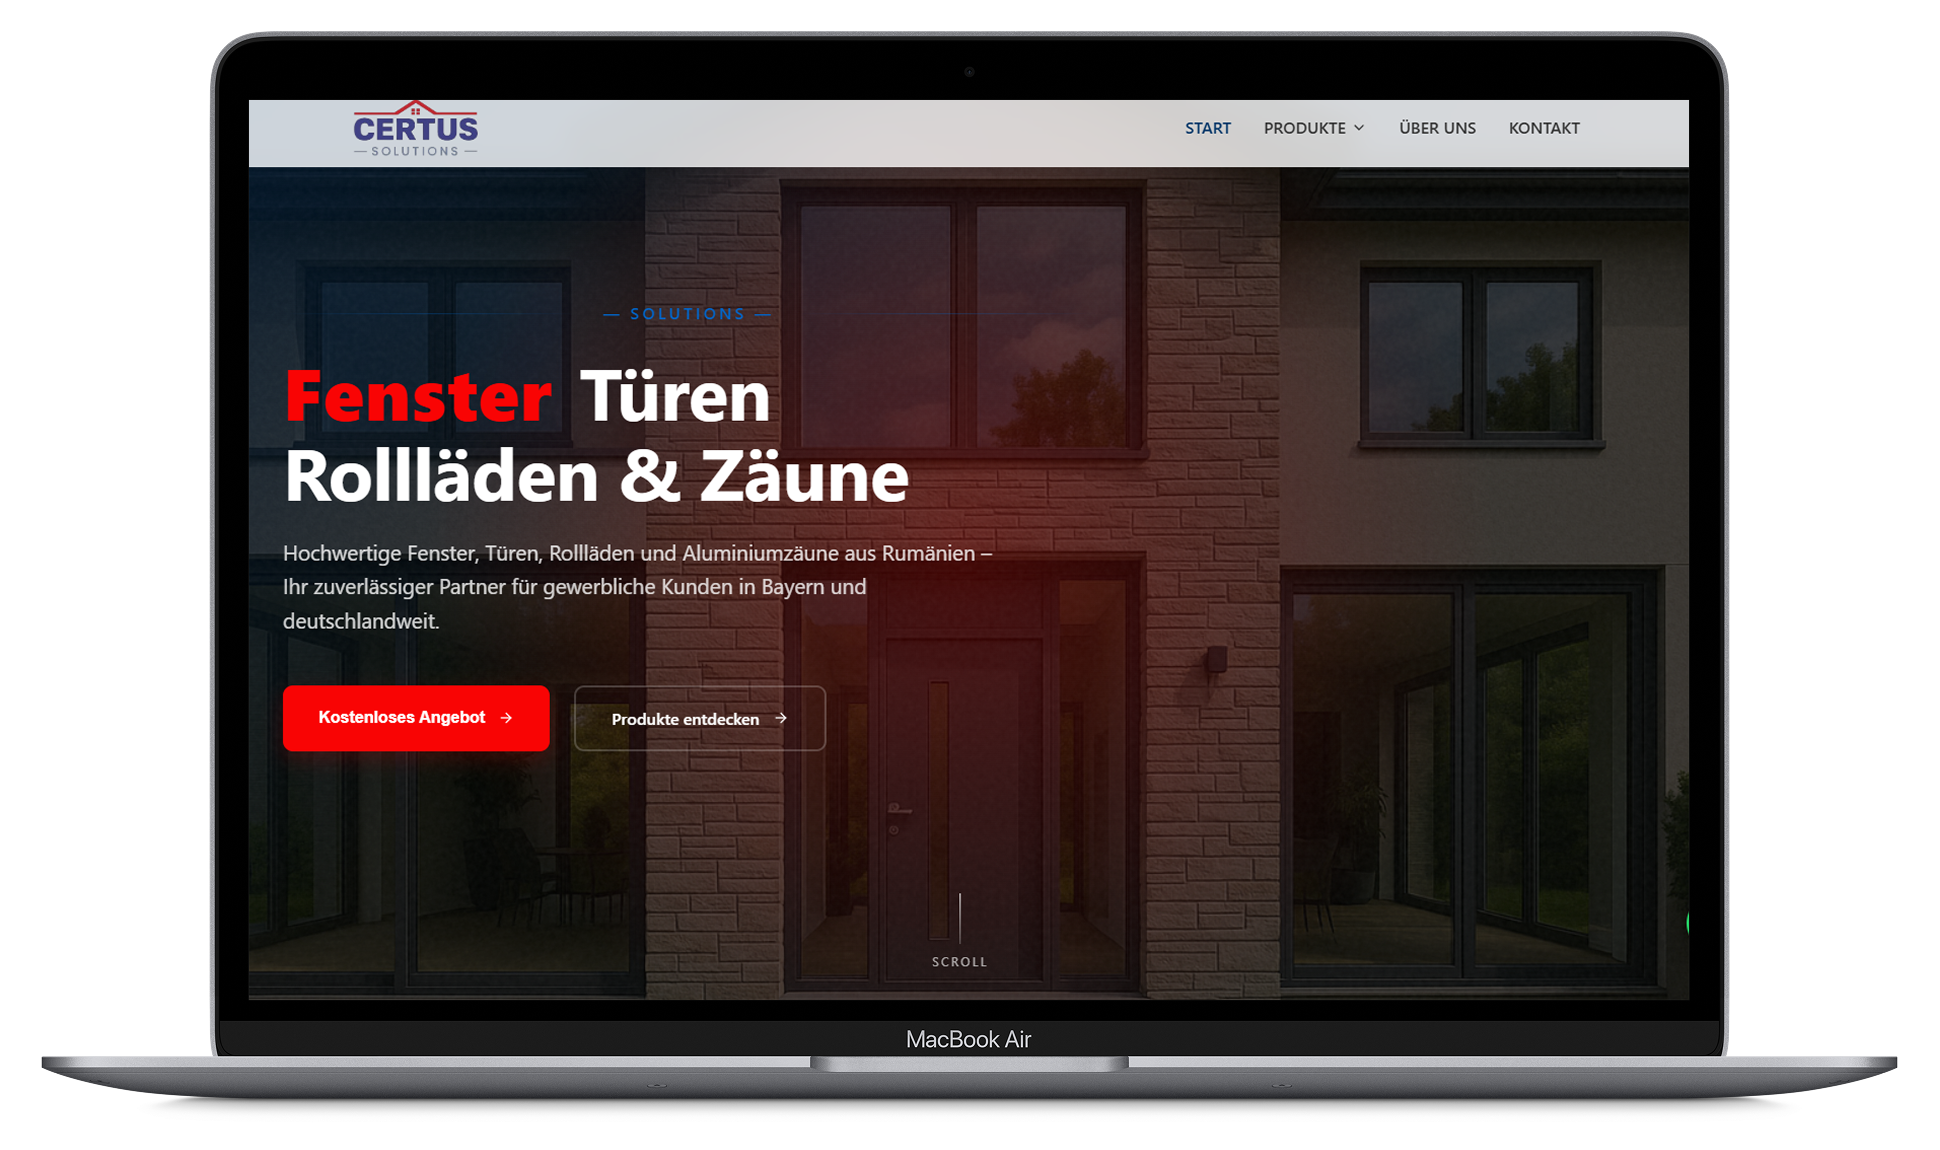 CERTUS
— SOLUTIONS —
START
PRODUKTE
ÜBER UNS
KONTAKT
— SOLUTIONS —
Fenster Türen
Rollläden & Zäune
Hochwertige Fenster, Türen, Rollläden und Aluminiumzäune aus Rumänien –
Ihr zuverlässiger Partner für gewerbliche Kunden in Bayern und
deutschlandweit.
Kostenloses Angebot →
Produkte entdecken →
SCROLL
MacBook Air